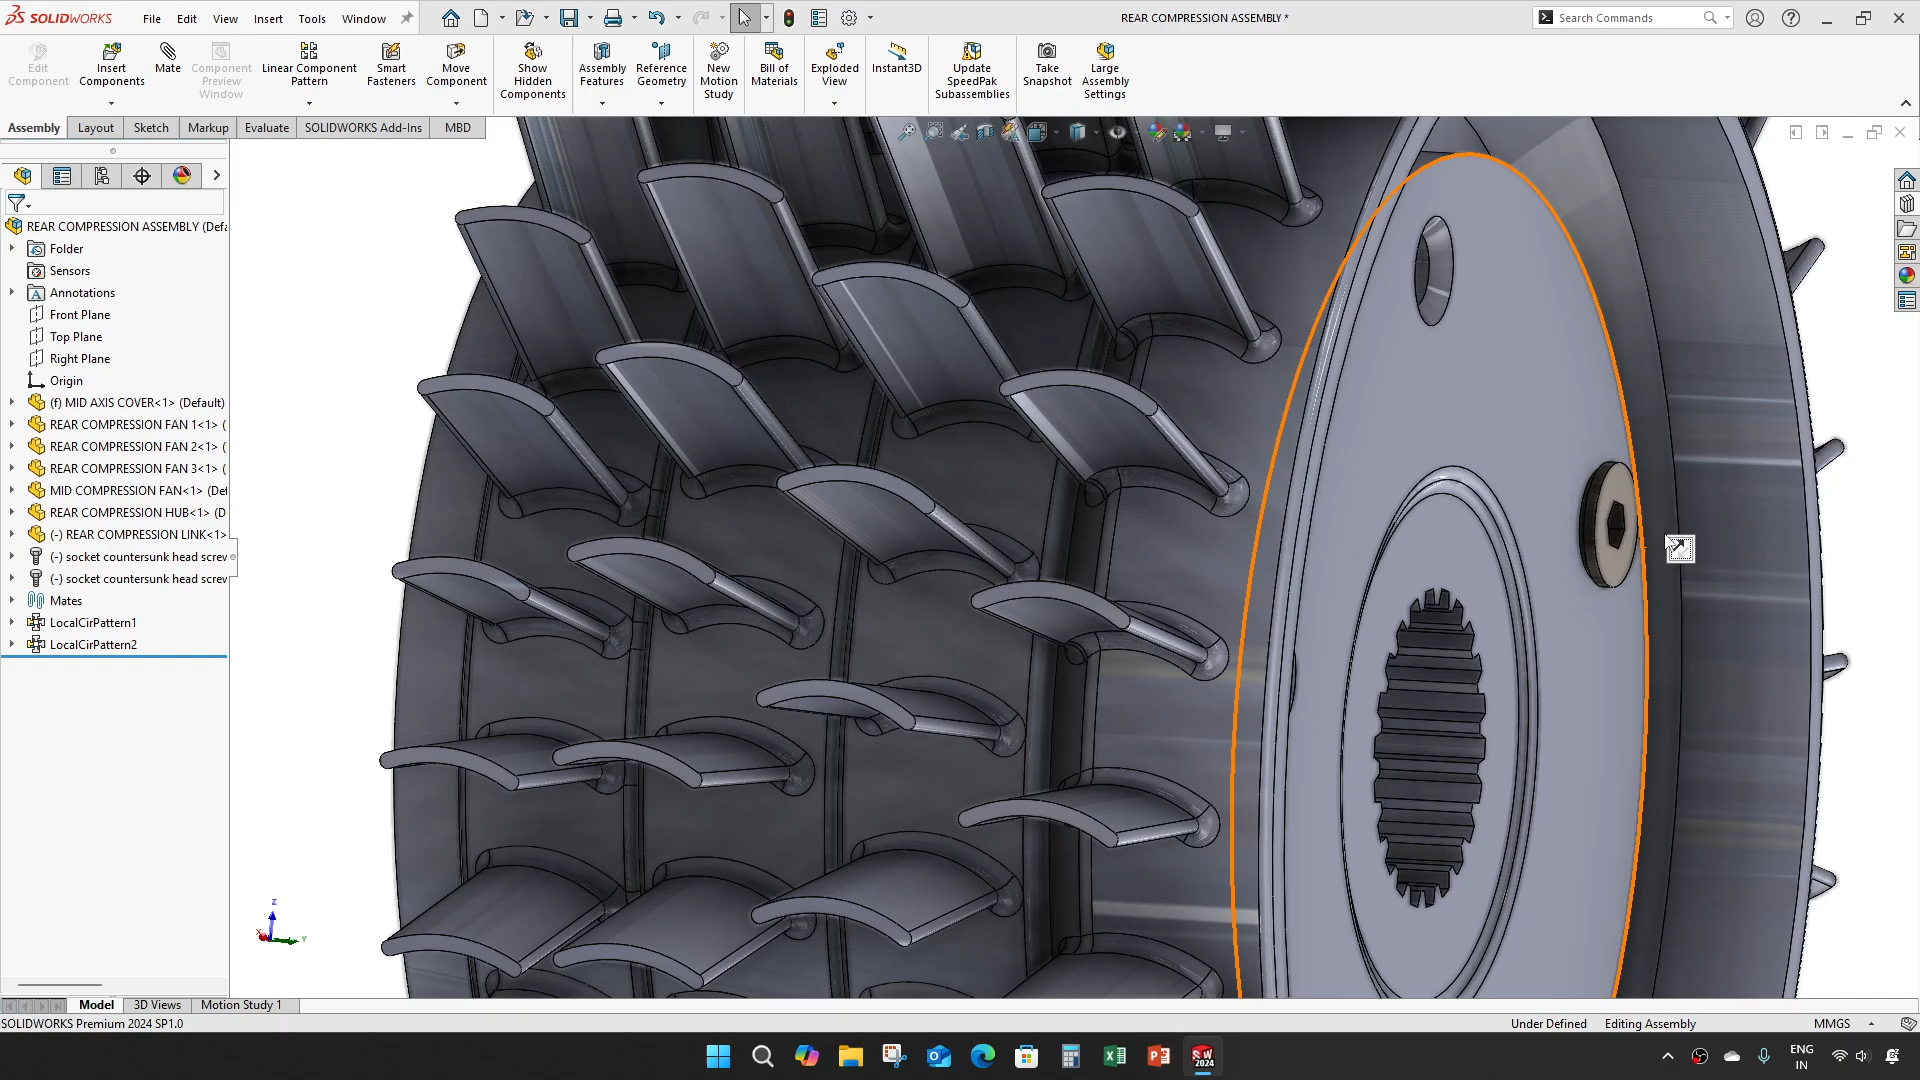 SOLIDWORKS
File Edit View Insert Tools Window
REAR COMPRESSION ASSEMBLY *
Search Commands
Edit Component
Insert Components
Mate
Component Preview Window
Linear Component Pattern
Smart Fasteners
Move Component
Show Hidden Components
Assembly Features
Reference Geometry
New Motion Study
Bill of Materials
Exploded View
Instant3D
Update SpeedPak Subassemblies
Take Snapshot
Large Assembly Settings
Assembly Layout Sketch Markup Evaluate SOLIDWORKS Add-Ins MBD
REAR COMPRESSION ASSEMBLY (Defa
Folder
Sensors
Annotations
Front Plane
Top Plane
Right Plane
Origin
(f) MID AXIS COVER<1> (Default)
REAR COMPRESSION FAN 1<1> (
REAR COMPRESSION FAN 2<1> (
REAR COMPRESSION FAN 3<1> (
MID COMPRESSION FAN<1> (Def
REAR COMPRESSION HUB<1> (D
(-) REAR COMPRESSION LINK<1>
(-) socket countersunk head screw
(-) socket countersunk head screw
Mates
LocalCirPattern1
LocalCirPattern2
Z
X
Y
Model 3D Views Motion Study 1
SOLIDWORKS Premium 2024 SP1.0
Under Defined Editing Assembly MMGS
SW 2024
ENG
IN